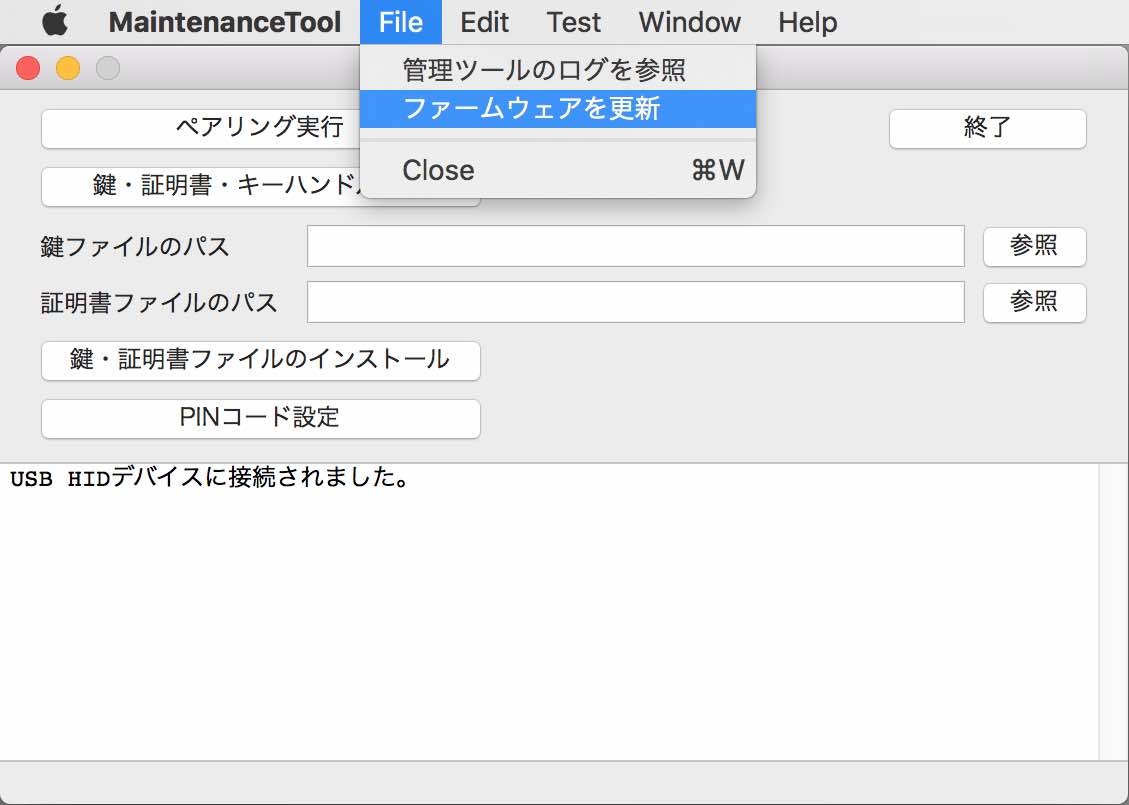 MaintenanceTool File Edit Test Window Help
管理ツールのログを参照
ファームウェアを更新
Close ⌘W
ペアリング実行
終了
鍵・証明書・キーハンドル
鍵ファイルのパス
参照
証明書ファイルのパス
参照
鍵・証明書ファイルのインストール
PINコード設定
USB HIDデバイスに接続されました。